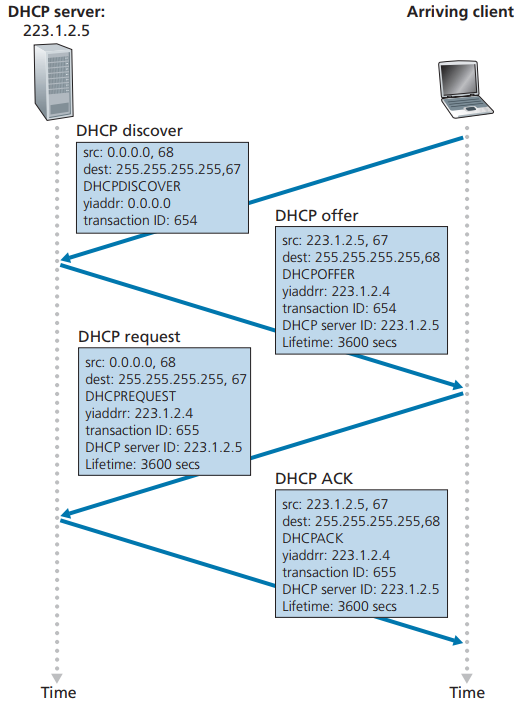 DHCP server:
223.1.2.5
Arriving client
DHCP discover
src: 0.0.0.0, 68
dest: 255.255.255.255,67
DHCPDISCOVER
yiaddr: 0.0.0.0
transaction ID: 654
DHCP offer
src: 223.1.2.5, 67
dest: 255.255.255.255,68
DHCPOFFER
yiaddrr: 223.1.2.4
transaction ID: 654
DHCP server ID: 223.1.2.5
Lifetime: 3600 secs
DHCP request
src: 0.0.0.0, 68
dest: 255.255.255.255, 67
DHCPREQUEST
yiaddrr: 223.1.2.4
transaction ID: 655
DHCP server ID: 223.1.2.5
Lifetime: 3600 secs
DHCP ACK
src: 223.1.2.5, 67
dest: 255.255.255.255,68
DHCPACK
yiaddrr: 223.1.2.4
transaction ID: 655
DHCP server ID: 223.1.2.5
Lifetime: 3600 secs
Time
Time